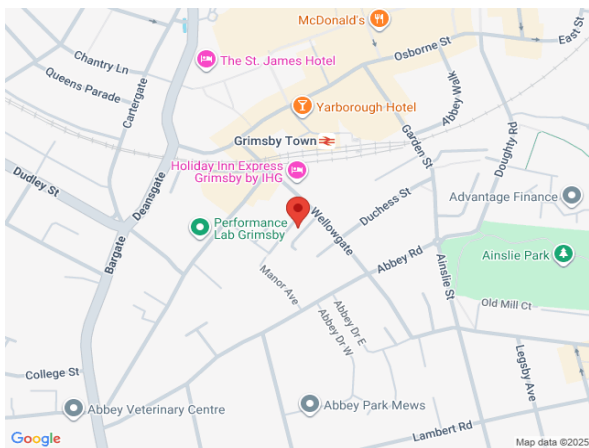 McDonald's
East St
Osborne St
Chantry Ln
The St. James Hotel
Queens Parade
Cartergate
Abbey Walk
Yarborough Hotel
Garden St
Doughty Rd
Grimsby Town
Holiday Inn Express
Grimsby by IHG
Dudley St
Deansgate
Duchess St
Advantage Finance
Wellowgate
Performance
Lab Grimsby
Bargate
Abbey Rd
Ainslie Park
Ainslie St
Manor Ave
Old Mill Ct
Abbey Dr E
Abbey Dr W
College St
Legsby Ave
Abbey Veterinary Centre
Abbey Park Mews
Lambert Rd
Google
Map data ©2025